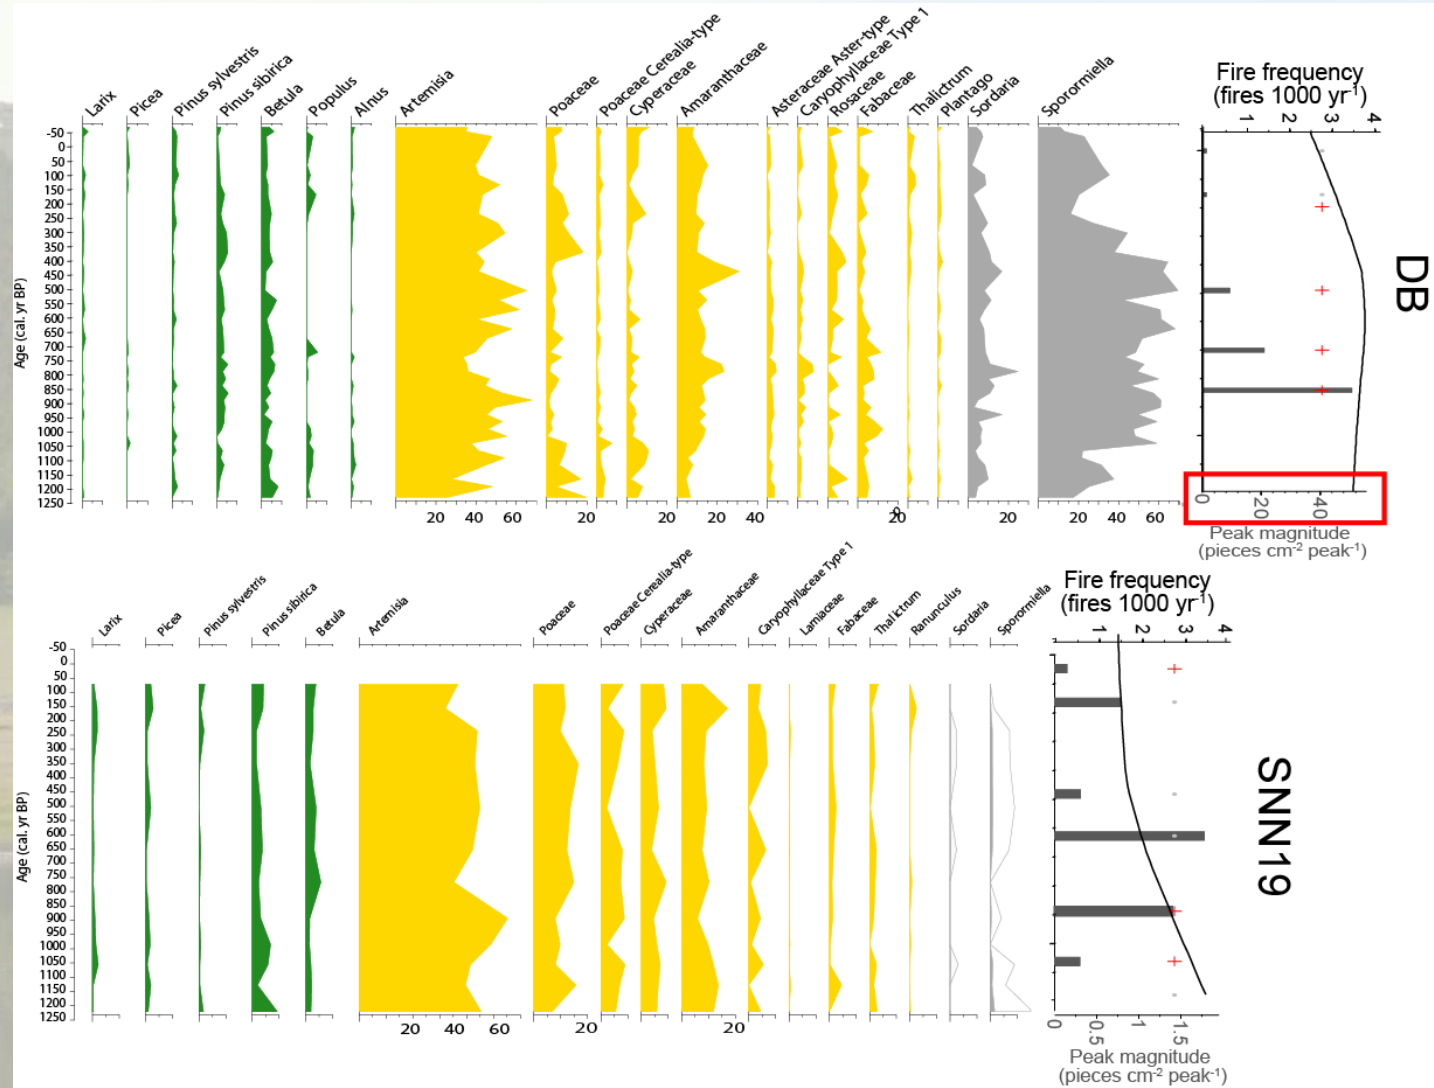 Larix
Picea
Pinus sylvestris
Pinus sibirica
Betula
Populus
Alnus
Artemisia
Poaceae
Poaceae Cerealia-type
Cyperaceae
Amaranthaceae
Asteraceae Aster-type
Caryophyllaceae Type 1
Rosaceae
Fabaceae
Thalictrum
Plantago
Sordaria
Sporormiella
Fire frequency
(fires 1000 yr⁻¹)
1 2 3 4
Age (cal. yr BP)
-50
0
50
100
150
200
250
300
350
400
450
500
550
600
650
700
750
800
850
900
950
1000
1050
1100
1150
1200
1250
20 40 60
20
20
20 40
20
20
20 40 60
0 20 40
Peak magnitude
(pieces cm⁻² peak⁻¹)
DB
Larix
Picea
Pinus sylvestris
Pinus sibirica
Betula
Artemisia
Poaceae
Poaceae Cerealia-type
Cyperaceae
Amaranthaceae
Caryophyllaceae Type 1
Lamiaceae
Fabaceae
Thalictrum
Ranunculus
Sordaria
Sporormiella
Fire frequency
(fires 1000 yr⁻¹)
1 2 3 4
Age (cal. yr BP)
-50
0
50
100
150
200
250
300
350
400
450
500
550
600
650
700
750
800
850
900
950
1000
1050
1100
1150
1200
1250
20 40 60
20
20
0 0.5 1 1.5
Peak magnitude
(pieces cm⁻² peak⁻¹)
SNN19